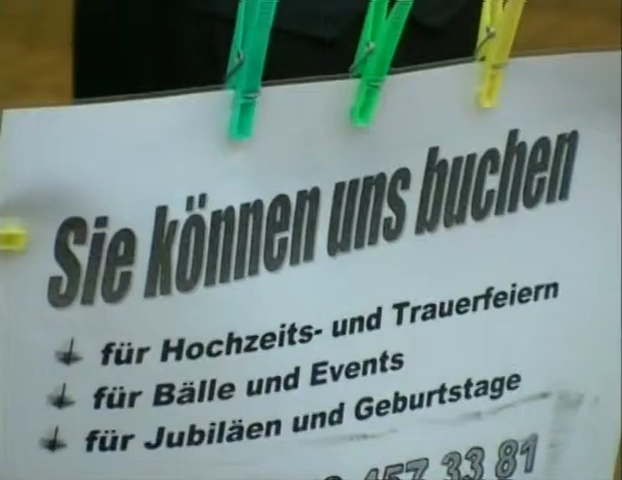 Sie können uns buchen
für Hochzeits- und Trauerfeiern
für Bälle und Events
für Jubiläen und Geburtstage
457 33 81